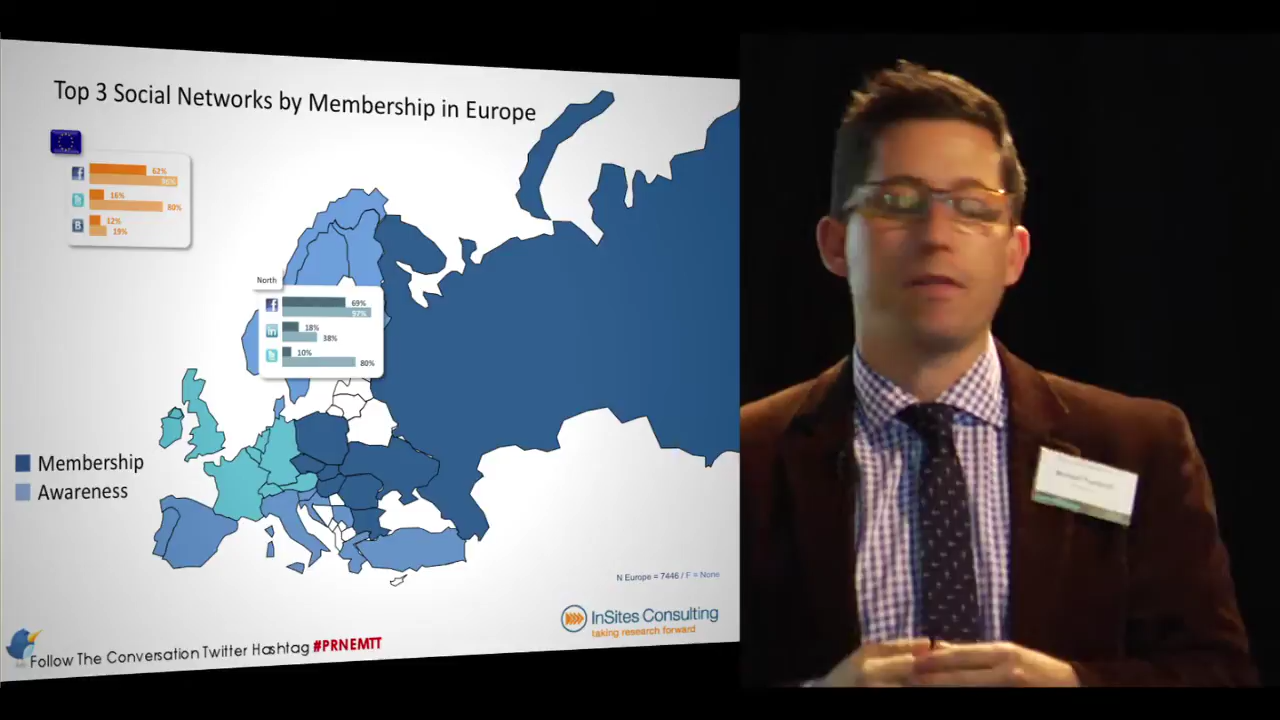 Top 3 Social Networks by Membership in Europe
62%
96%
16%
80%
12%
19%
North
69%
97%
18%
38%
10%
80%
Membership
Awareness
N Europe = 7446 / F = None
InSites Consulting
taking research forward
Follow The Conversation Twitter Hashtag #PRNEMTT